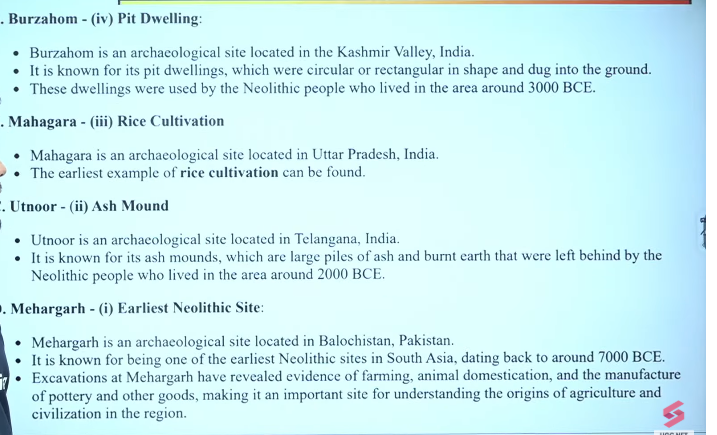 . Burzahom - (iv) Pit Dwelling:
• Burzahom is an archaeological site located in the Kashmir Valley, India.
• It is known for its pit dwellings, which were circular or rectangular in shape and dug into the ground.
• These dwellings were used by the Neolithic people who lived in the area around 3000 BCE.
. Mahagara - (iii) Rice Cultivation
• Mahagara is an archaeological site located in Uttar Pradesh, India.
• The earliest example of rice cultivation can be found.
. Utnoor - (ii) Ash Mound
• Utnoor is an archaeological site located in Telangana, India.
• It is known for its ash mounds, which are large piles of ash and burnt earth that were left behind by the
Neolithic people who lived in the area around 2000 BCE.
. Mehargarh - (i) Earliest Neolithic Site:
• Mehargarh is an archaeological site located in Balochistan, Pakistan.
• It is known for being one of the earliest Neolithic sites in South Asia, dating back to around 7000 BCE.
• Excavations at Mehargarh have revealed evidence of farming, animal domestication, and the manufacture
of pottery and other goods, making it an important site for understanding the origins of agriculture and
civilization in the region.